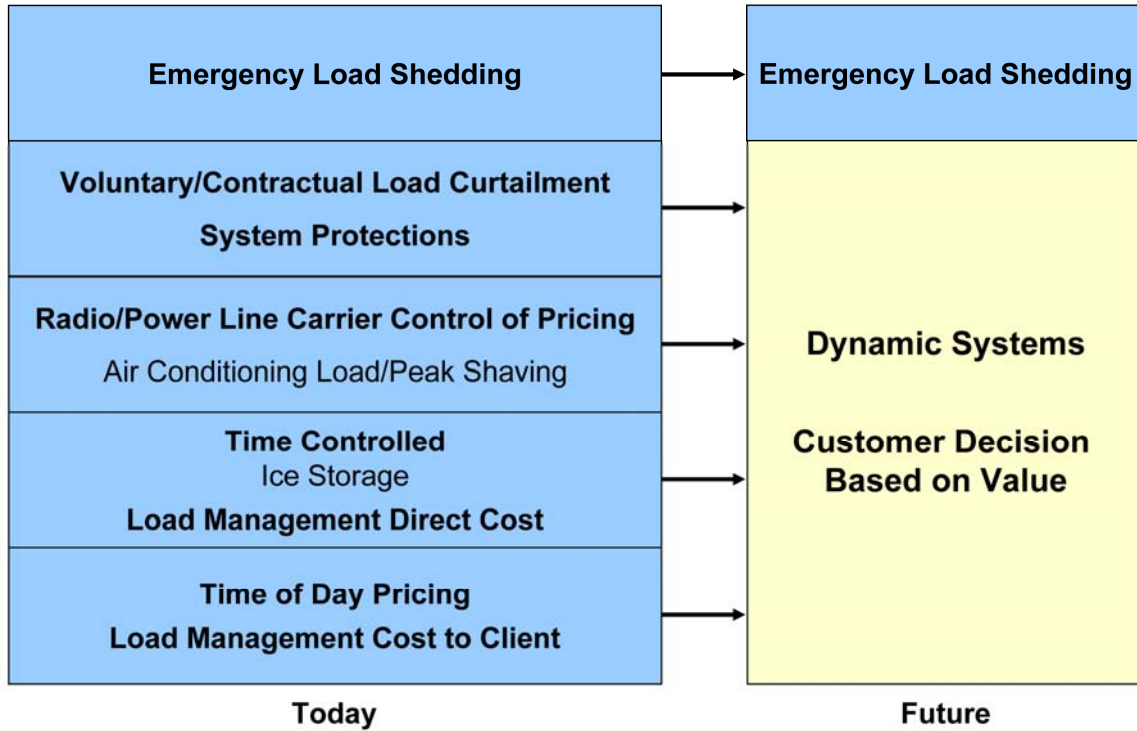 Emergency Load Shedding
Voluntary/Contractual Load Curtailment
System Protections
Radio/Power Line Carrier Control of Pricing
Air Conditioning Load/Peak Shaving
Time Controlled
Ice Storage
Load Management Direct Cost
Time of Day Pricing
Load Management Cost to Client
Today
Emergency Load Shedding
Dynamic Systems
Customer Decision
Based on Value
Future